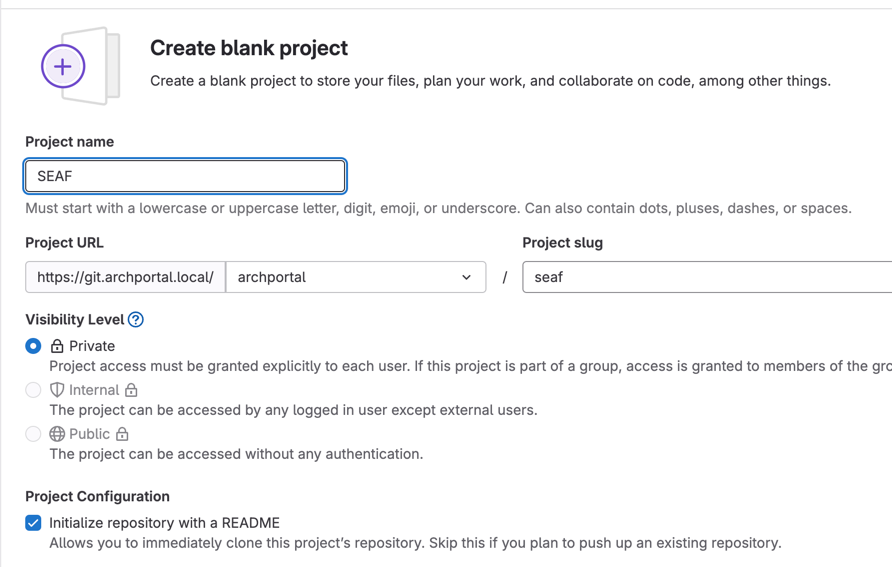 Create blank project
Create a blank project to store your files, plan your work, and collaborate on code, among other things.
Project name
SEAF
Must start with a lowercase or uppercase letter, digit, emoji, or underscore. Can also contain dots, pluses, dashes, or spaces.
Project URL
Project slug
https://git.archportal.local/ archportal / seaf
Visibility Level
Private
Project access must be granted explicitly to each user. If this project is part of a group, access is granted to members of the
Internal
The project can be accessed by any logged in user except external users.
Public
The project can be accessed without any authentication.
Project Configuration
Initialize repository with a README
Allows you to immediately clone this project's repository. Skip this if you plan to push up an existing repository.